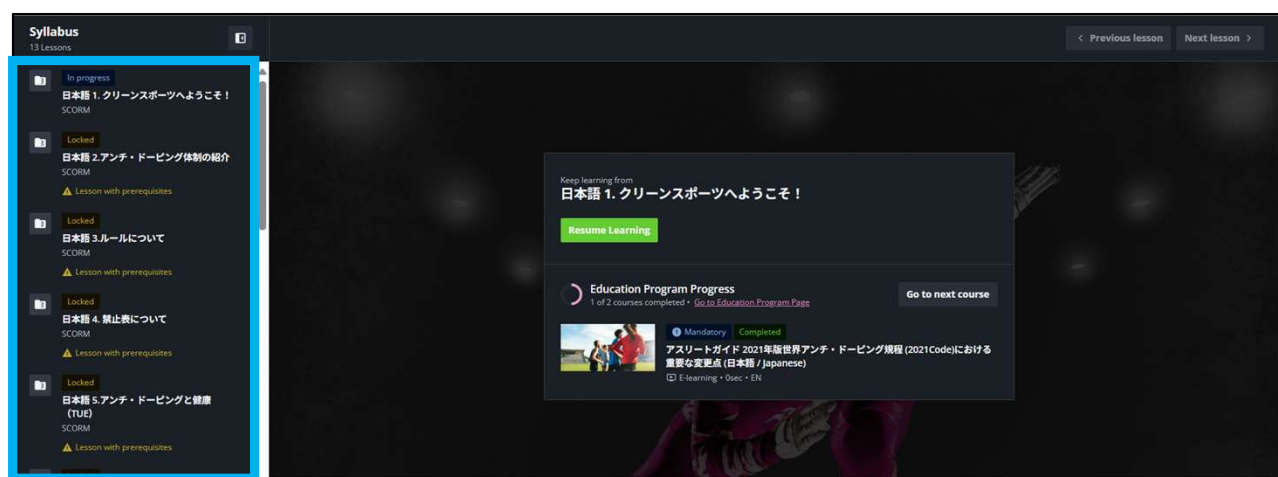 Syllabus
13 Lessons
< Previous lesson
Next lesson >
In progress
日本語 1. クリーンスポーツへようこそ！
SCORM
Locked
日本語 2.アンチ・ドーピング体制の紹介
SCORM
Lesson with prerequisites
Locked
日本語 3.ルールについて
SCORM
Lesson with prerequisites
Locked
日本語 4. 禁止表について
SCORM
Lesson with prerequisites
Locked
日本語 5.アンチ・ドーピングと健康
（TUE）
SCORM
Lesson with prerequisites
Keep learning from
日本語 1. クリーンスポーツへようこそ！
Resume Learning
Education Program Progress
1 of 2 courses completed • Go to Education Program Page
Go to next course
Mandatory
Completed
アスリートガイド 2021年版世界アンチ・ドーピング規程 (2021Code)における
重要な変更点 (日本語 / Japanese)
E-learning • 0sec • EN